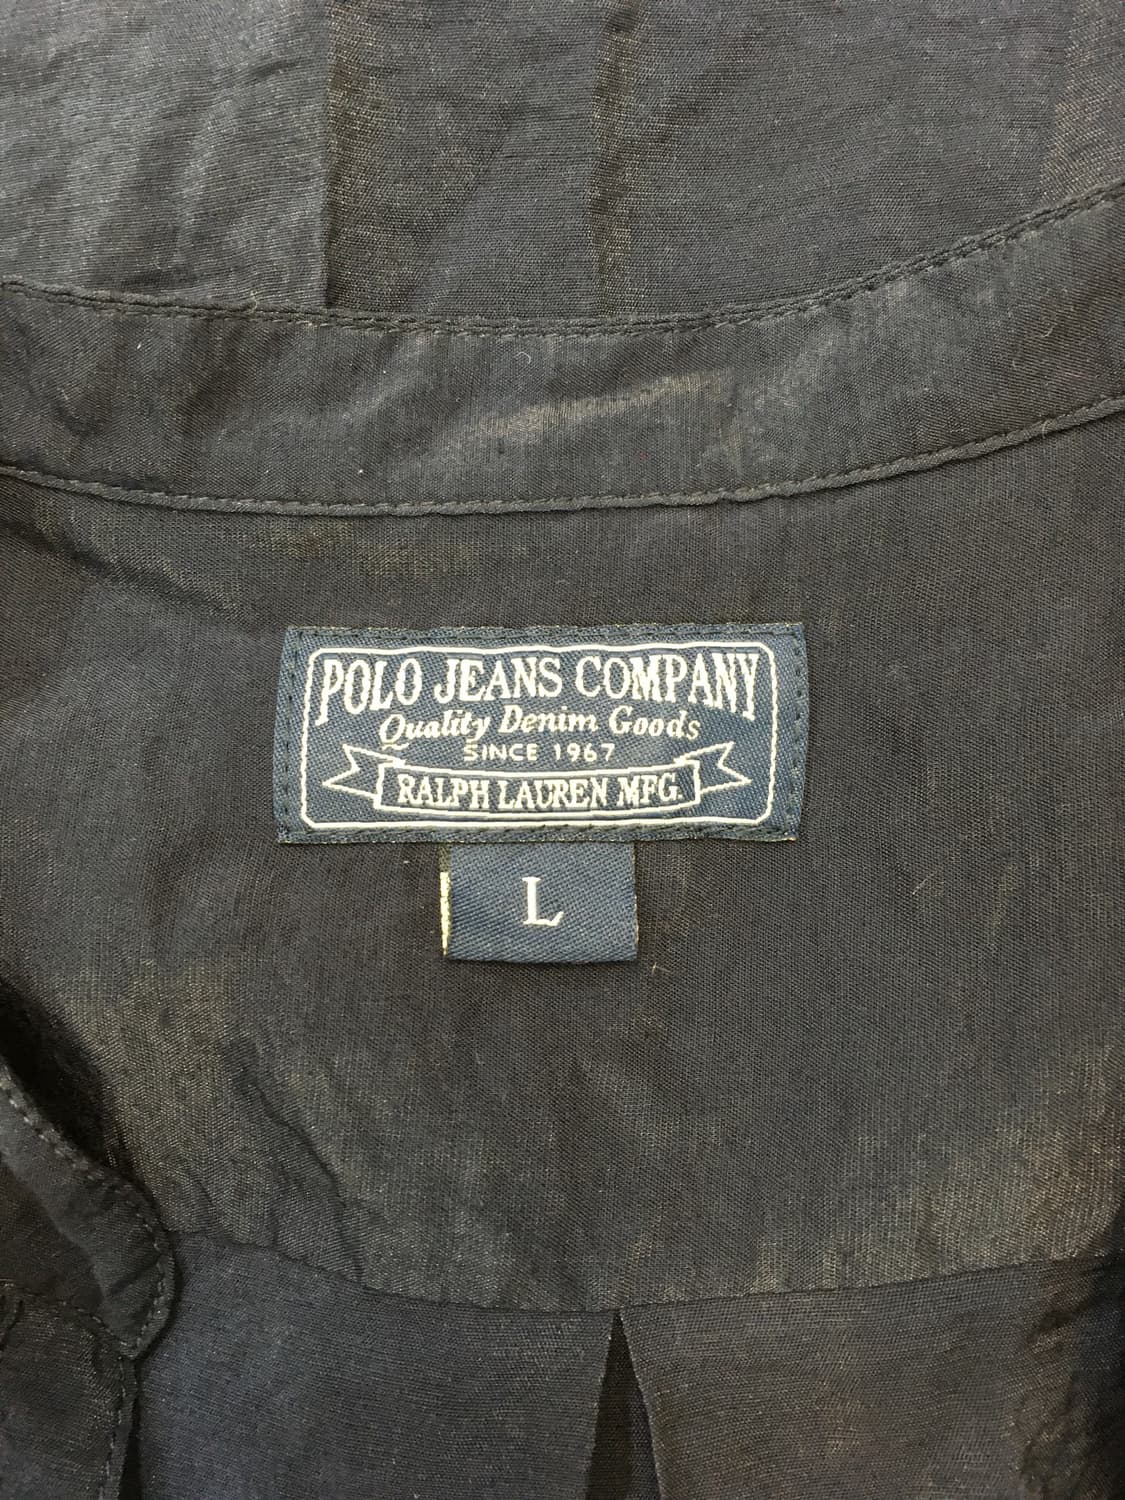 POLO JEANS COMPANY
Quality Denim Goods
SINCE 1967
RALPH LAUREN MFG.
L